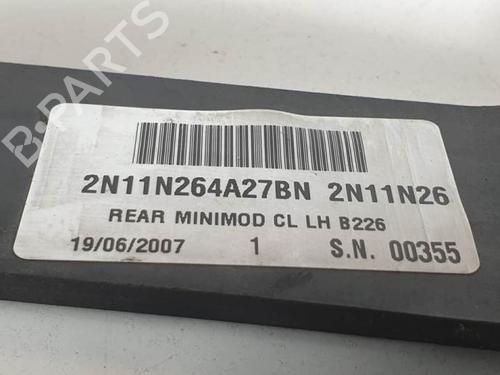 B-PARTS
2N11N264A27BN 2N11N26
REAR MINIMOD CL LH B226
19/06/2007 1 S.N. 00355